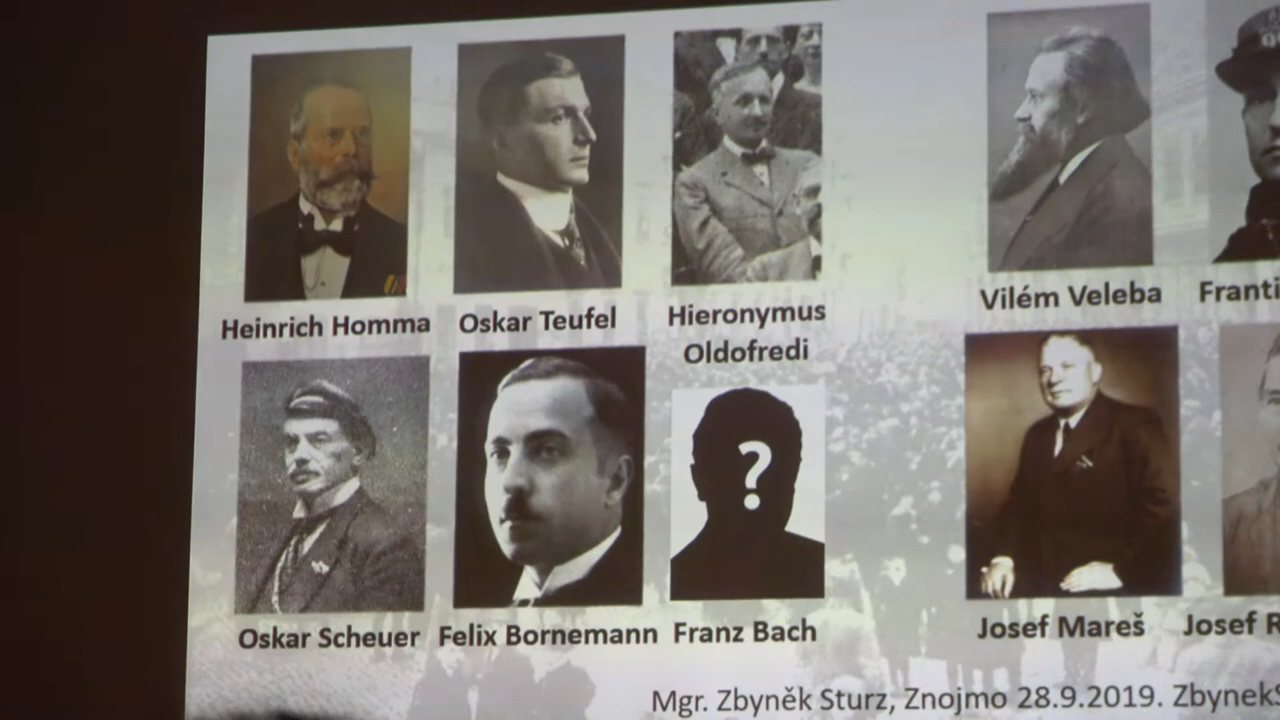 Heinrich Homma
Oskar Teufel
Hieronymus
Oldofredi
Vilém Veleba
Oskar Scheuer
Felix Bornemann
?
Franz Bach
Josef Mareš
Josef
Mgr. Zbyněk Sturz, Znojmo 28.9.2019.